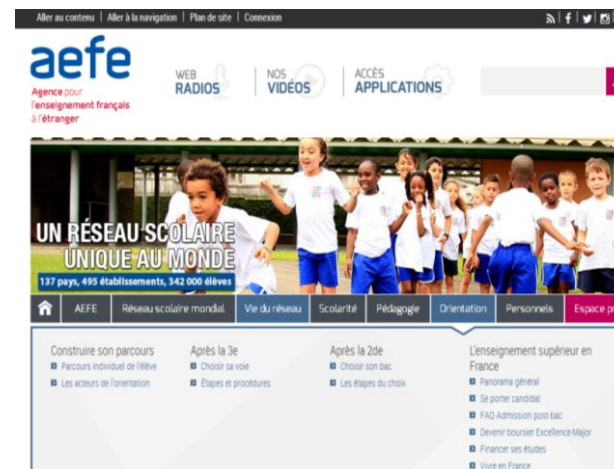 Aller au contenu | Aller à la navigation | Plan de site | Connexion
aefe
Agence pour
l'enseignement français
à l'étranger
WEB
RADIOS
NOS
VIDÉOS
ACCÈS
APPLICATIONS
UN RÉSEAU SCOLAIRE
UNIQUE AU MONDE
137 pays, 495 établissements, 342 000 élèves
AEFE
Réseau scolaire mondial
Vie du réseau
Scolarité
Pédagogie
Orientation
Personnels
Espace pr
Construire son parcours
Parcours individuel de l'élève
Les acteurs de l'orientation
Après la 3e
Choisir sa voie
Étapes et procédures
Après la 2de
Choisir son bac
Les étapes du choix
L'enseignement supérieur en
France
Panorama général
Se porter candidat
FAQ Admission post-bac
Devenir boursier Excellence-Major
Financer ses études
Vivre en France